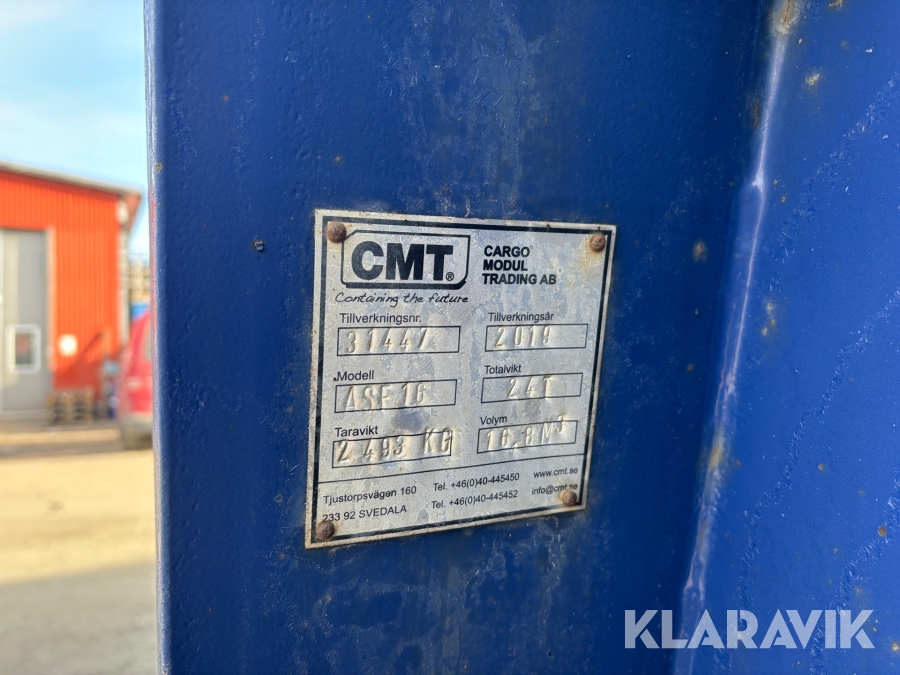 CMT®
CARGO™
MODUL
TRADING AB
Containing the future
Tillverkningsnr.
31447
Tillverkningsår
2019
Modell
ASF16
Totalvikt
24T
Taravikt
2 493 KG
Volym
16,8M3
Tjustorpsvägen 160
233 92 SVEDALA
Tel. +46(0)40-445450
Tel. +46(0)40-445452
www.cmt.se
info@cmt.se
KLARAVIK